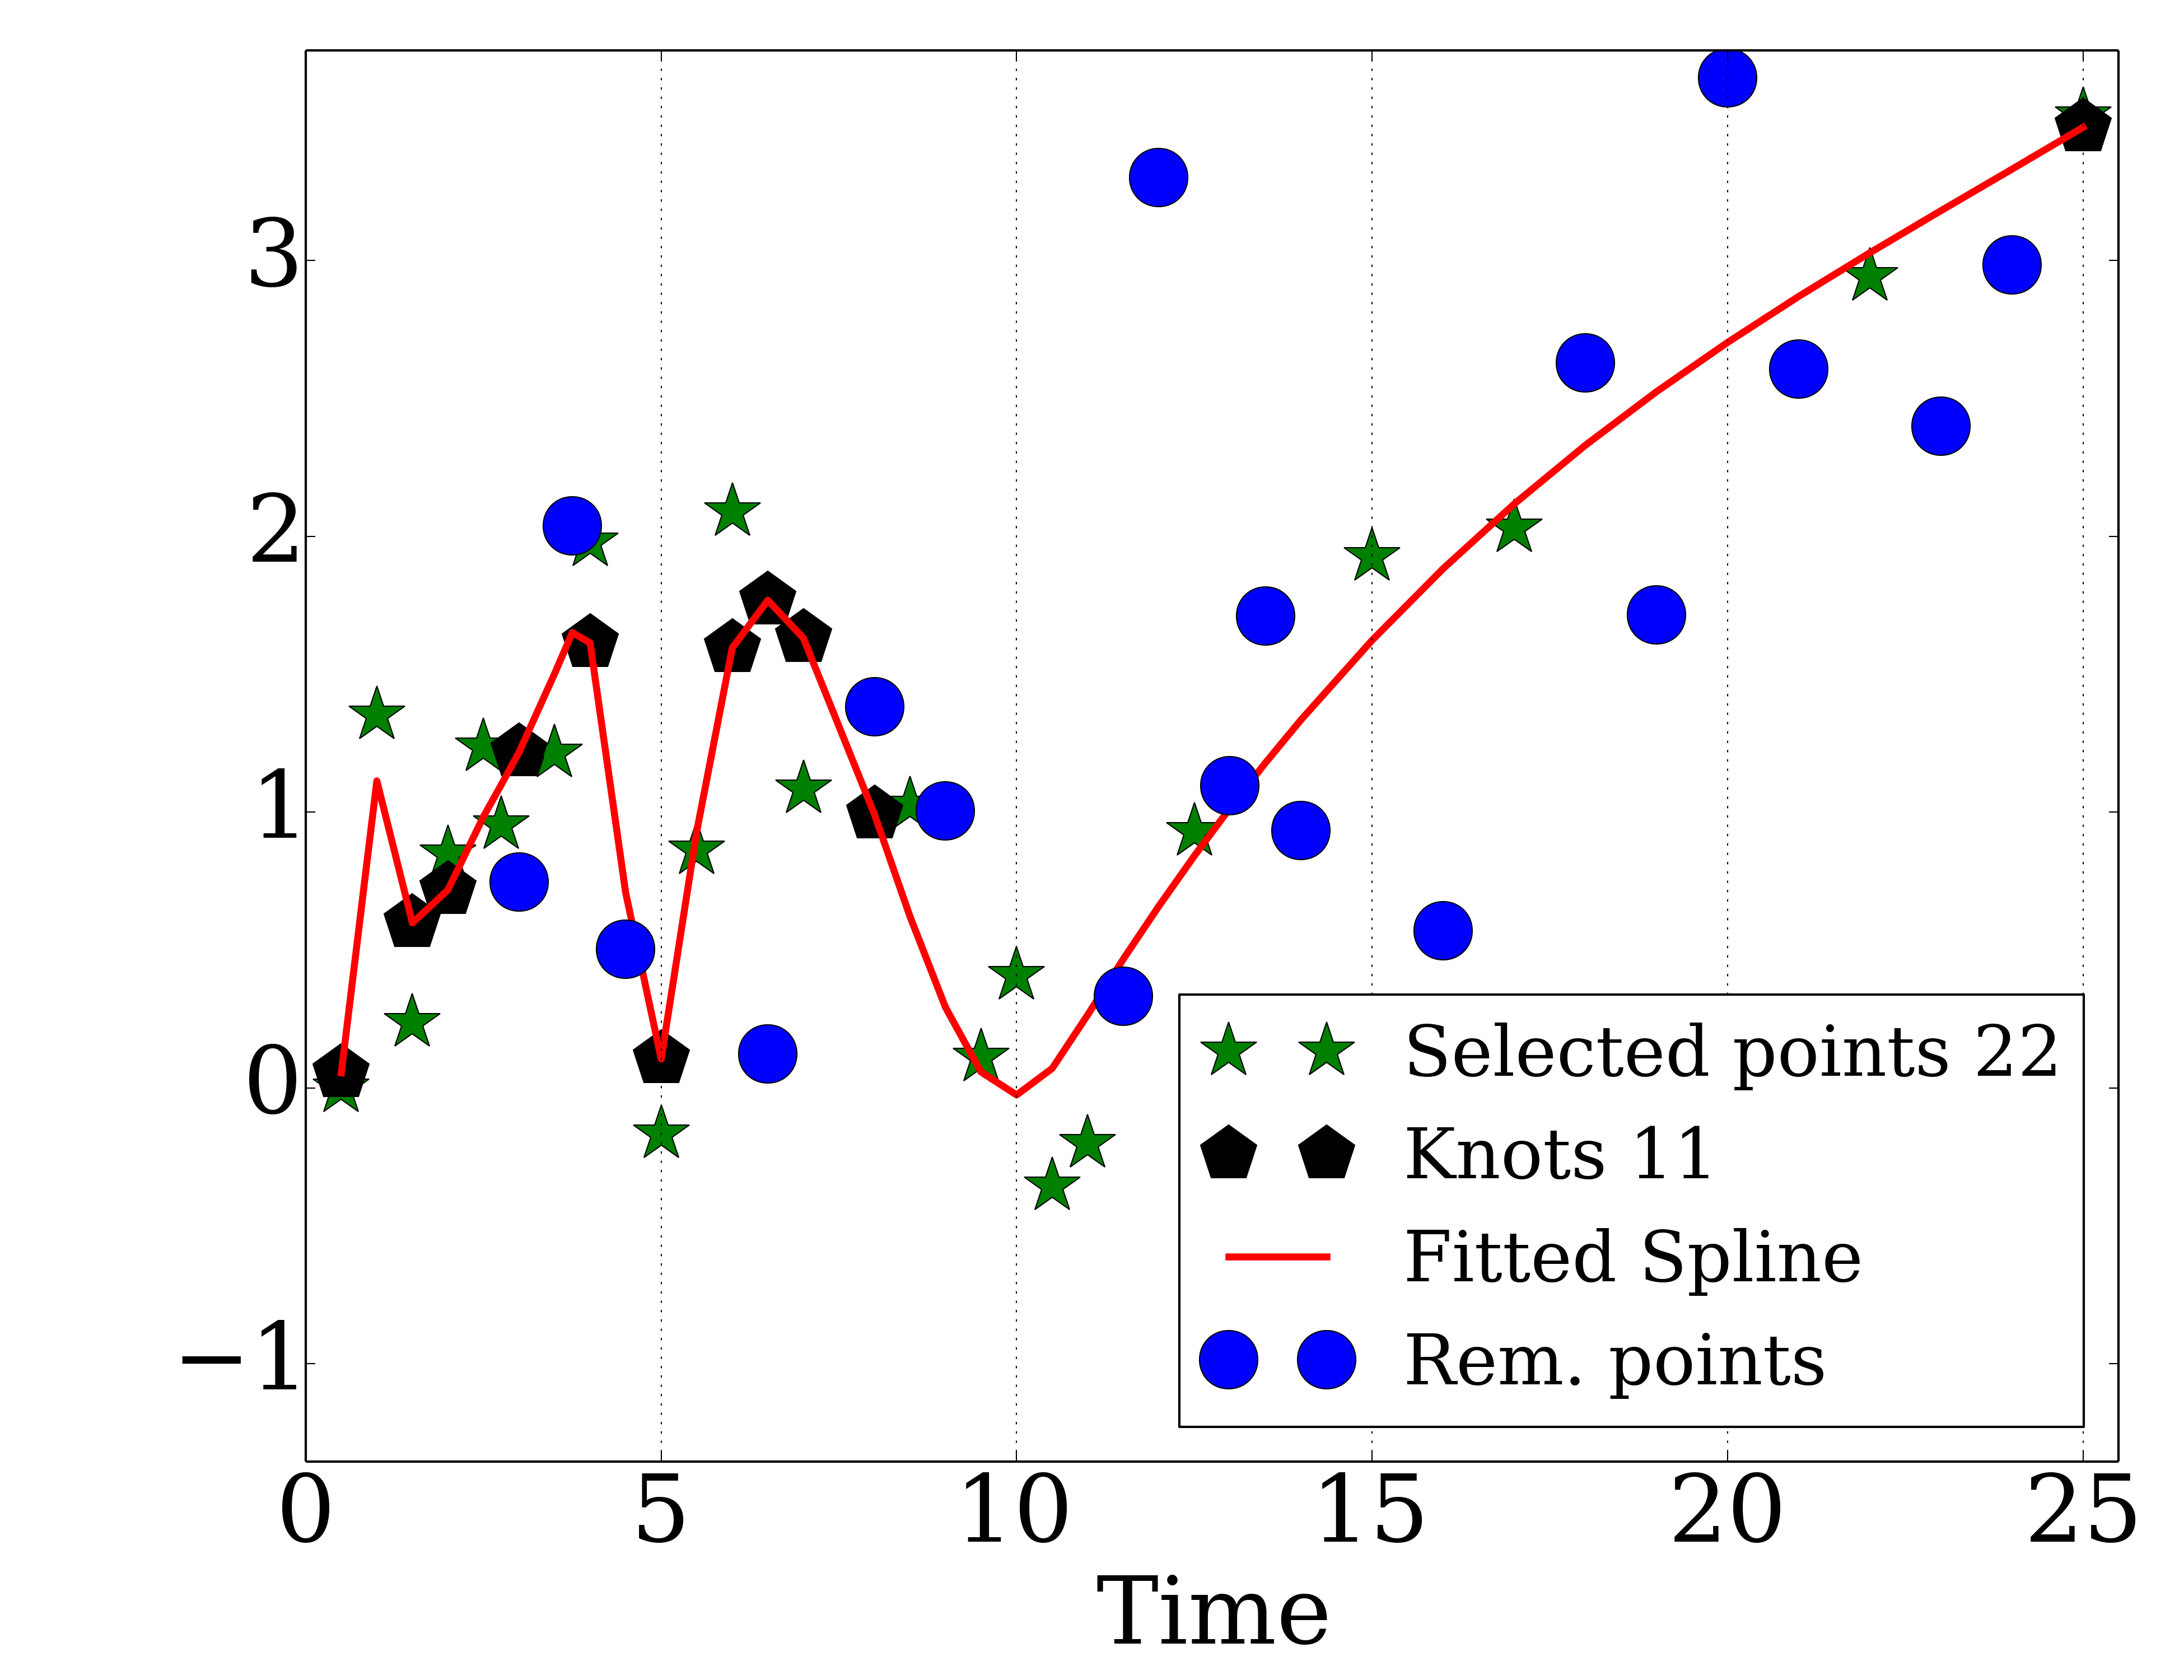 3
2
1
0
−1
Selected points 22
Knots 11
Fitted Spline
Rem. points
0 5 10 15 20 25
Time